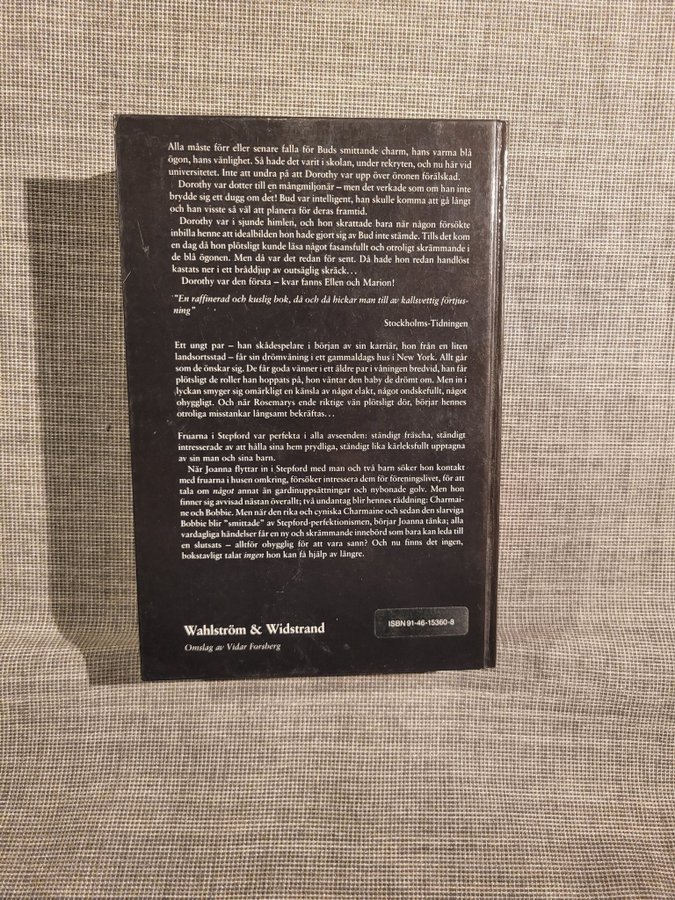 Alla måste förr eller senare falla för Buds smittande charm, hans varma blå
ögon, hans vänlighet. Så hade det varit i skolan, under rekryten, och nu här vid
universitetet. Inte att undra på att Dorothy var upp över öronen förälskad.
Dorothy var dotter till en mångmiljonär – men det verkade som om han inte
brydde sig ett dugg om det! Bud var intelligent, han skulle komma att gå långt
och han visste så väl att planera för deras framtid.
Dorothy var i sjunde himlen, och hon skrattade bara när någon försökte
inbilla henne att idealbilden hon hade gjort sig av Bud inte stämde. Tills det kom
en dag då hon plötsligt kunde läsa något fasansfullt och otroligt skrämmande i
de blå ögonen. Men då var det redan för sent. Då hade hon redan handlöst
kastats ner i ett bråddjup av outsäglig skräck…
Dorothy var den första – kvar fanns Ellen och Marion!
"En raffinerad och kuslig bok, då och då hickar man till av kallsvettig förtjus-
ning"
Stockholms-Tidningen
Ett ungt par – han skådespelare i början av sin karriär, hon från en liten
landsortsstad – får sin drömvåning i ett gammaldags hus i New York. Allt går
som de önskar sig. De får goda vänner i ett äldre par i våningen bredvid, han får
plötsligt de roller han hoppats på, hon väntar den baby de drömt om. Men in i
lyckan smyger sig omärkligt en känsla av något elakt, något ondskefullt, något
ohyggligt. Och när Rosemarys ende riktige vän plötsligt dör, börjar hennes
otroliga misstankar långsamt bekräftas…
Fruarna i Stepford var perfekta i alla avseenden: ständigt fräscha, ständigt
intresserade av att hålla sina hem prydliga, ständigt lika kärleksfullt upptagna
av sin man och sina barn.
När Joanna flyttar in i Stepford med man och två barn söker hon kontakt
med fruarna i husen omkring, försöker intressera dem för föreningslivet, för att
tala om något annat än gardinuppsättningar och nybonade golv. Men hon
finner sig avvisad nästan överallt; två undantag blir hennes räddning: Charmai-
ne och Bobbie. Men när den rika och cyniska Charmaine och sedan den slarviga
Bobbie blir "smittade" av Stepford-perfektionismen, börjar Joanna tänka; alla
vardagliga händelser får en ny och skrämmande innebörd som bara kan leda till
en slutsats – alltför ohygglig för att vara sann? Och nu finns det ingen,
bokstavligt talat ingen hon kan få hjälp av längre.
Wahlström & Widstrand
ISBN 91-46-15360-8
Omslag av Vidar Forsberg